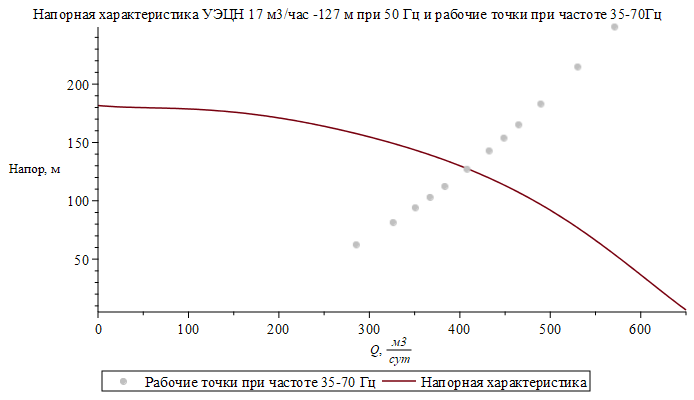 Напорная характеристика УЭЦН 17 м3/час -127 м при 50 Гц и рабочие точки при частоте 35-70Гц
200
150
Напор, м
100
50
0 100 200 300 400 500 600
Q, м3/сут
Рабочие точки при частоте 35-70 Гц Напорная характеристика